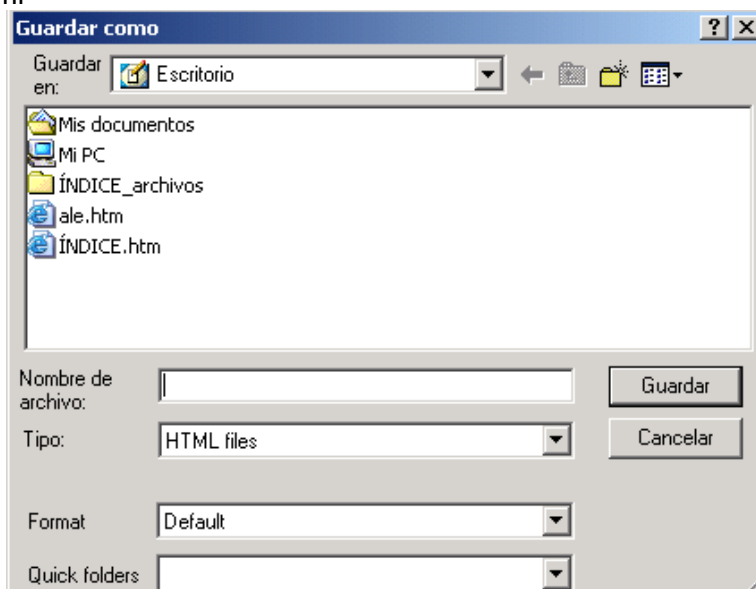 Guardar como
Guardar
en:
Escritorio
Mis documentos
Mi PC
ÍNDICE_archivos
ale.htm
ÍNDICE.htm
Nombre de
archivo:
Guardar
Tipo:
HTML files
Cancelar
Format
Default
Quick folders